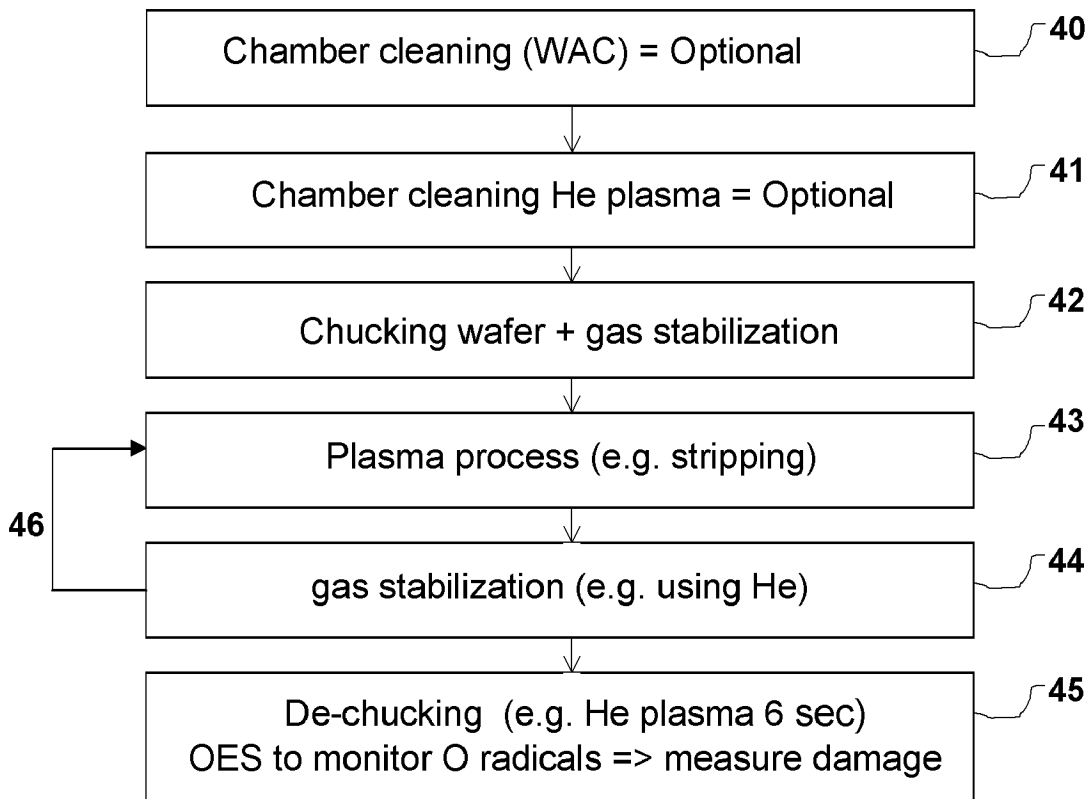 Chamber cleaning (WAC) = Optional
40
Chamber cleaning He plasma = Optional
41
Chucking wafer + gas stabilization
42
Plasma process (e.g. stripping)
43
46
gas stabilization (e.g. using He)
44
De-chucking (e.g. He plasma 6 sec)
45
OES to monitor O radicals => measure damage